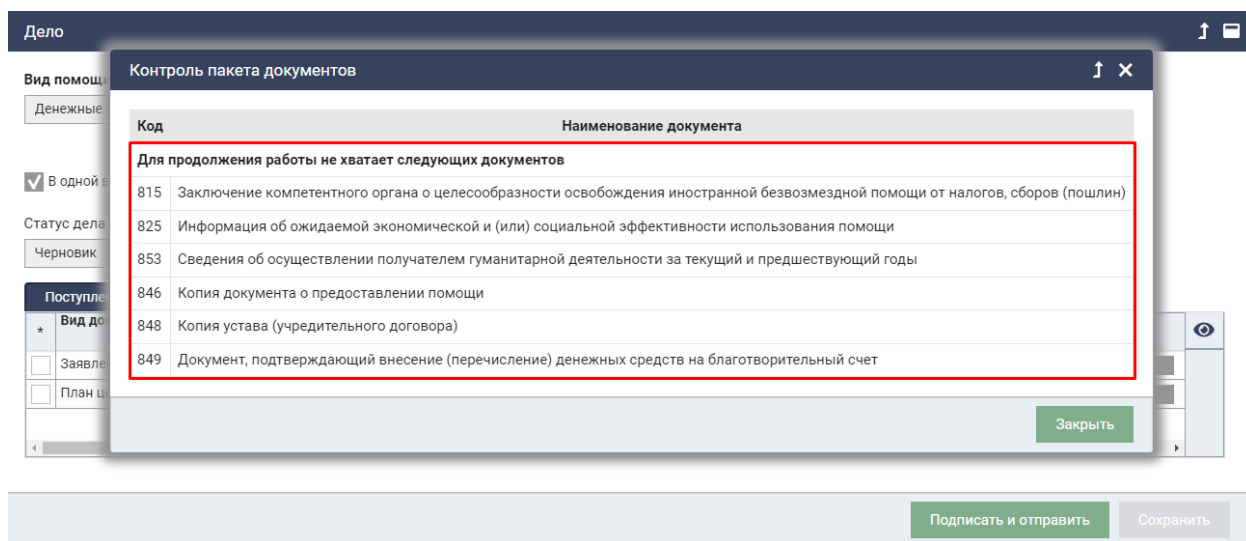 Дело
Контроль пакета документов
Вид помощи
Денежные
Код Наименование документа
Для продолжения работы не хватает следующих документов
815 Заключение компетентного органа о целесообразности освобождения иностранной безвозмездной помощи от налогов, сборов (пошлин)
В одной
825 Информация об ожидаемой экономической и (или) социальной эффективности использования помощи
Статус дела
853 Сведения об осуществлении получателем гуманитарной деятельности за текущий и предшествующий годы
Черновик
846 Копия документа о предоставлении помощи
848 Копия устава (учредительного договора)
* Вид
849 Документ, подтверждающий внесение (перечисление) денежных средств на благотворительный счет
План
Закрыть
Подписать и отправить Сохранить